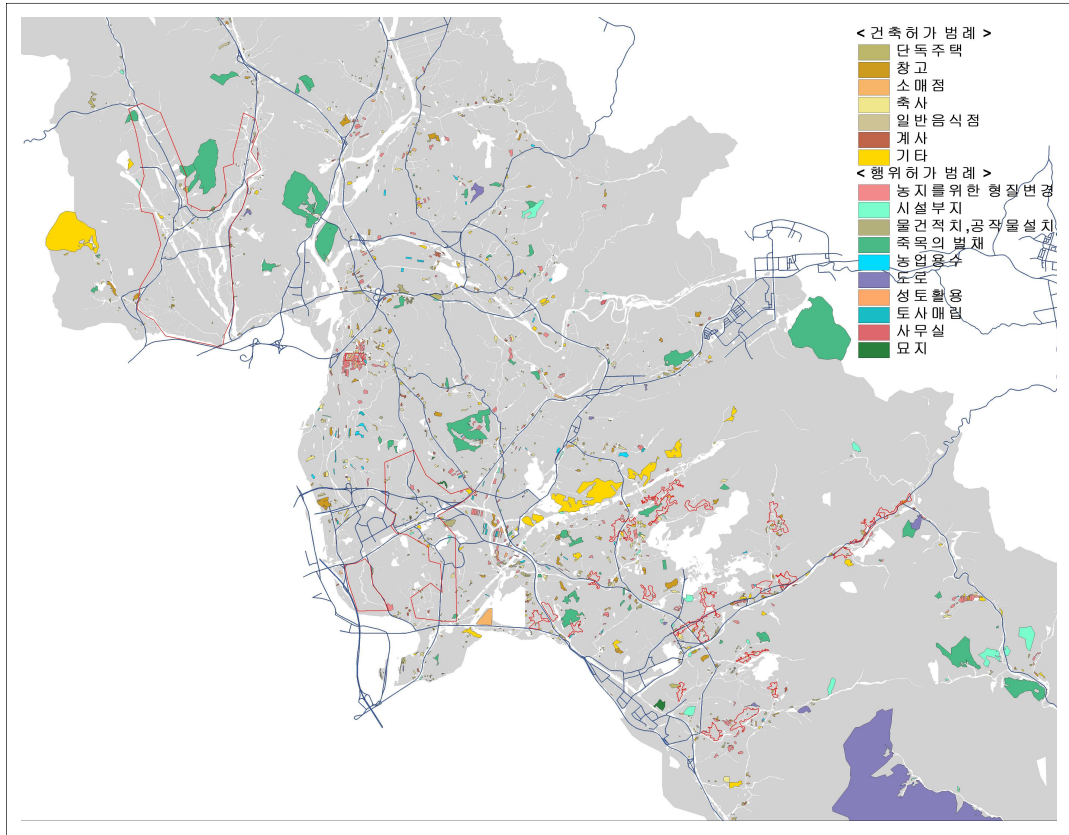 < 건축허가 범례 >
단독주택
창고
소매점
축사
일반음식점
계사
기타
< 행위허가 범례 >
농지를위한 형질변경
시설부지
물건적치,공작물설치
죽목의 벌채
농업용수
도로
성토활용
토사매립
사무실
묘지